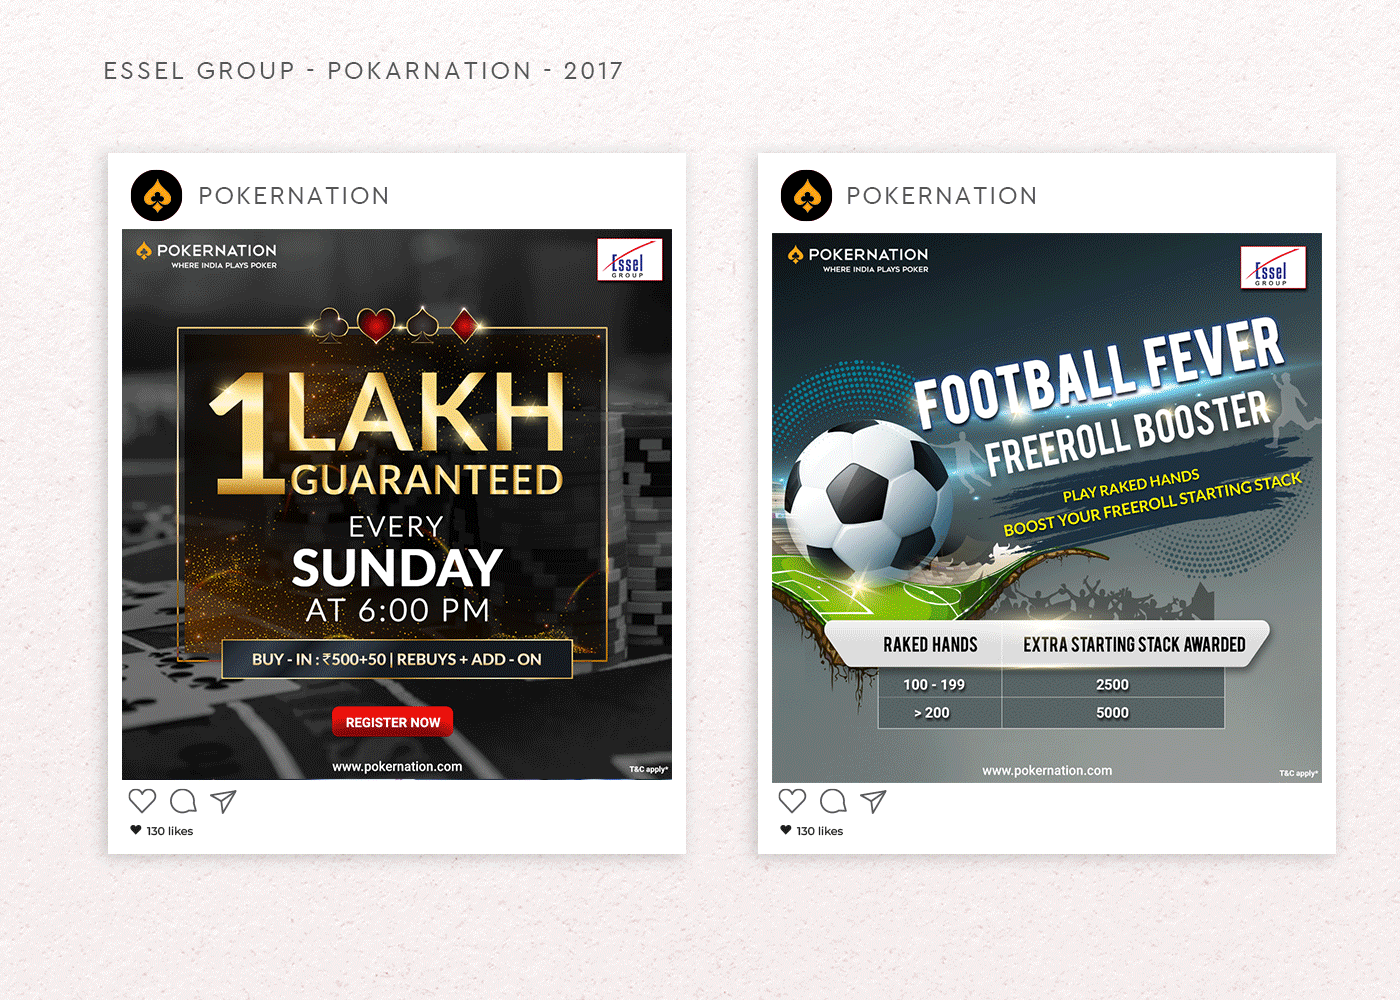 ESSEL GROUP - POKARNATION - 2017
POKERNATION
POKERNATION
WHERE INDIA PLAYS POKER
Essel
GROUP
1 LAKH
GUARANTEED
EVERY
SUNDAY
AT 6:00 PM
BUY - IN : ₹500+50 | REBUYS + ADD - ON
REGISTER NOW
www.pokernation.com
T&C apply*
130 likes
POKERNATION
POKERNATION
WHERE INDIA PLAYS POKER
Essel
GROUP
FOOTBALL FEVER
FREEROLL BOOSTER
PLAY RAKED HANDS
BOOST YOUR FREEROLL STARTING STACK
RAKED HANDS EXTRA STARTING STACK AWARDED
100 - 199 2500
> 200 5000
www.pokernation.com
T&C apply*
130 likes